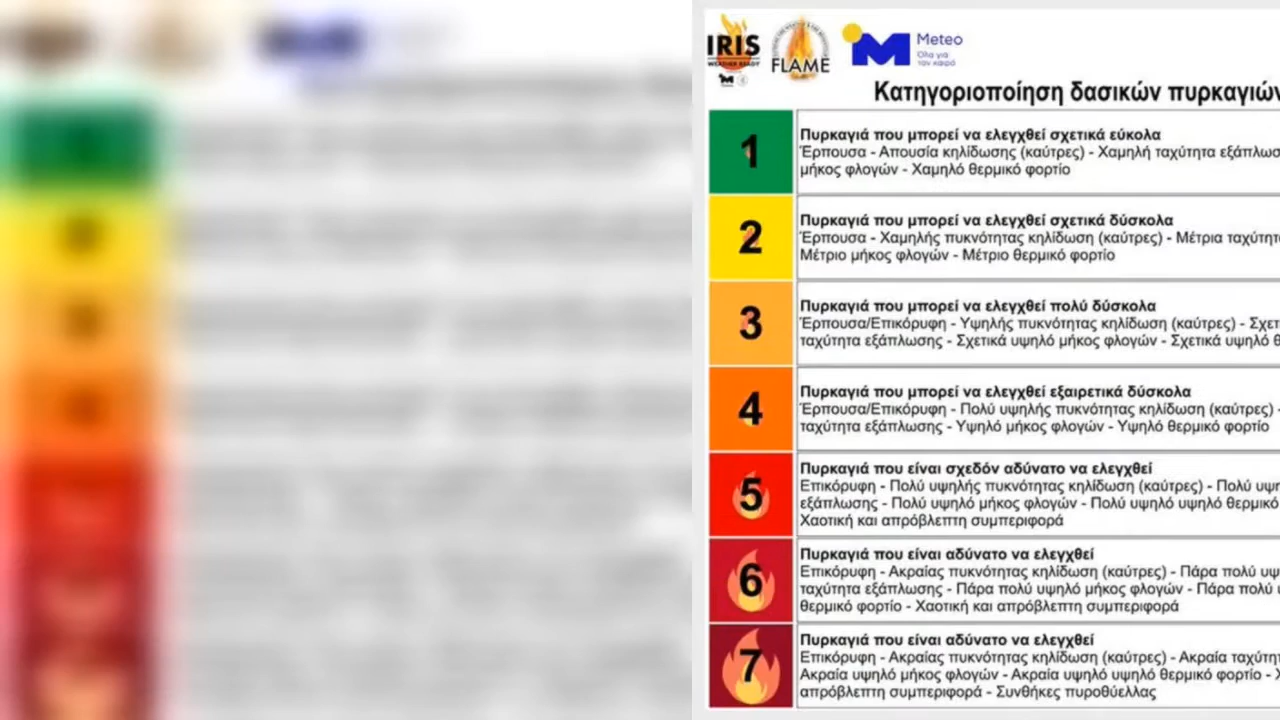 IRIS
WEATHER READY
FLAME
Meteo
Όλα για
τον καιρό
Κατηγοριοποίηση δασικών πυρκαγιών
1
Πυρκαγιά που μπορεί να ελεγχθεί σχετικά εύκολα
Έρπουσα - Απουσία κηλίδωσης (καύτρες) - Χαμηλή ταχύτητα εξάπλωσ
μήκος φλογών - Χαμηλό θερμικό φορτίο
2
Πυρκαγιά που μπορεί να ελεγχθεί σχετικά δύσκολα
Έρπουσα - Χαμηλής πυκνότητας κηλίδωση (καύτρες) - Μέτρια ταχύτητ
Μέτριο μήκος φλογών - Μέτριο θερμικό φορτίο
3
Πυρκαγιά που μπορεί να ελεγχθεί πολύ δύσκολα
Έρπουσα/Επικόρυφη - Υψηλής πυκνότητας κηλίδωση (καύτρες) - Σχετ
ταχύτητα εξάπλωσης - Σχετικά υψηλό μήκος φλογών - Σχετικά υψηλό θ
4
Πυρκαγιά που μπορεί να ελεγχθεί εξαιρετικά δύσκολα
Έρπουσα/Επικόρυφη - Πολύ υψηλής πυκνότητας κηλίδωση (καύτρες) -
ταχύτητα εξάπλωσης - Υψηλό μήκος φλογών - Υψηλό θερμικό φορτίο
5
Πυρκαγιά που είναι σχεδόν αδύνατο να ελεγχθεί
Επικόρυφη - Πολύ υψηλής πυκνότητας κηλίδωση (καύτρες) - Πολύ υψη
εξάπλωσης - Πολύ υψηλό μήκος φλογών - Πολύ υψηλό υψηλό θερμικό
Χαοτική και απρόβλεπτη συμπεριφορά
6
Πυρκαγιά που είναι αδύνατο να ελεγχθεί
Επικόρυφη - Ακραίας πυκνότητας κηλίδωση (καύτρες) - Πάρα πολύ υψ
ταχύτητα εξάπλωσης - Πάρα πολύ υψηλό μήκος φλογών - Πάρα πολύ υ
θερμικό φορτίο - Χαοτική και απρόβλεπτη συμπεριφορά
7
Πυρκαγιά που είναι αδύνατο να ελεγχθεί
Επικόρυφη - Ακραίας πυκνότητας κηλίδωση (καύτρες) - Ακραία ταχύτητ
Ακραία υψηλό μήκος φλογών - Ακραία υψηλό υψηλό θερμικό φορτίο - Χ
απρόβλεπτη συμπεριφορά - Συνθήκες πυροθύελλας